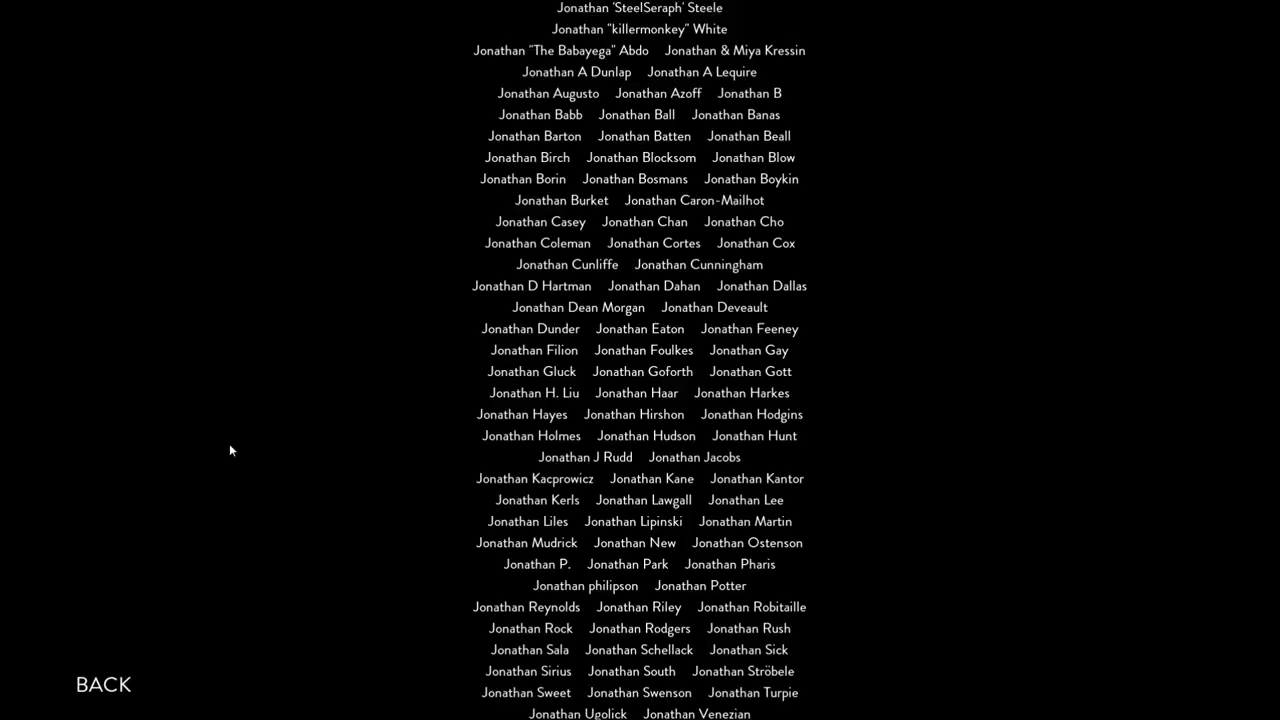 Jonathan 'SteelSeraph' Steele
Jonathan "killermonkey" White
Jonathan "The Babayega" Abdo Jonathan & Miya Kressin
Jonathan A Dunlap Jonathan A Lequire
Jonathan Augusto Jonathan Azoff Jonathan B
Jonathan Babb Jonathan Ball Jonathan Banas
Jonathan Barton Jonathan Batten Jonathan Beall
Jonathan Birch Jonathan Blocksom Jonathan Blow
Jonathan Borin Jonathan Bosmans Jonathan Boykin
Jonathan Burket Jonathan Caron-Mailhot
Jonathan Casey Jonathan Chan Jonathan Cho
Jonathan Coleman Jonathan Cortes Jonathan Cox
Jonathan Cunliffe Jonathan Cunningham
Jonathan D Hartman Jonathan Dahan Jonathan Dallas
Jonathan Dean Morgan Jonathan Deveault
Jonathan Dunder Jonathan Eaton Jonathan Feeney
Jonathan Filion Jonathan Foulkes Jonathan Gay
Jonathan Gluck Jonathan Goforth Jonathan Gott
Jonathan H. Liu Jonathan Haar Jonathan Harkes
Jonathan Hayes Jonathan Hirshon Jonathan Hodgins
Jonathan Holmes Jonathan Hudson Jonathan Hunt
Jonathan J Rudd Jonathan Jacobs
Jonathan Kacprowicz Jonathan Kane Jonathan Kantor
Jonathan Kerls Jonathan Lawgall Jonathan Lee
Jonathan Liles Jonathan Lipinski Jonathan Martin
Jonathan Mudrick Jonathan New Jonathan Ostenson
Jonathan P. Jonathan Park Jonathan Pharis
Jonathan philipson Jonathan Potter
Jonathan Reynolds Jonathan Riley Jonathan Robitaille
Jonathan Rock Jonathan Rodgers Jonathan Rush
Jonathan Sala Jonathan Schellack Jonathan Sick
Jonathan Sirius Jonathan South Jonathan Ströbele
Jonathan Sweet Jonathan Swenson Jonathan Turpie
Jonathan Ugolick Jonathan Venezian
BACK